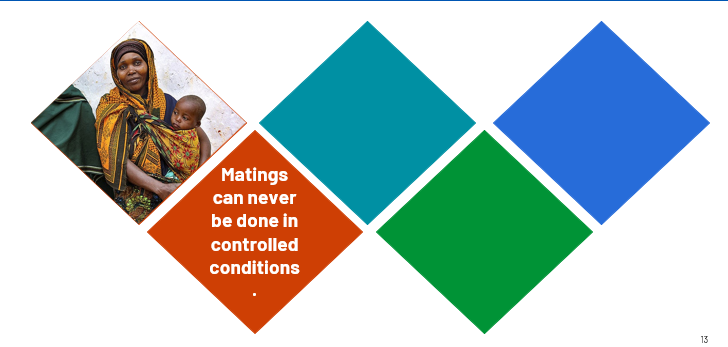 Matings
can never
be done in
controlled
conditions
.
13